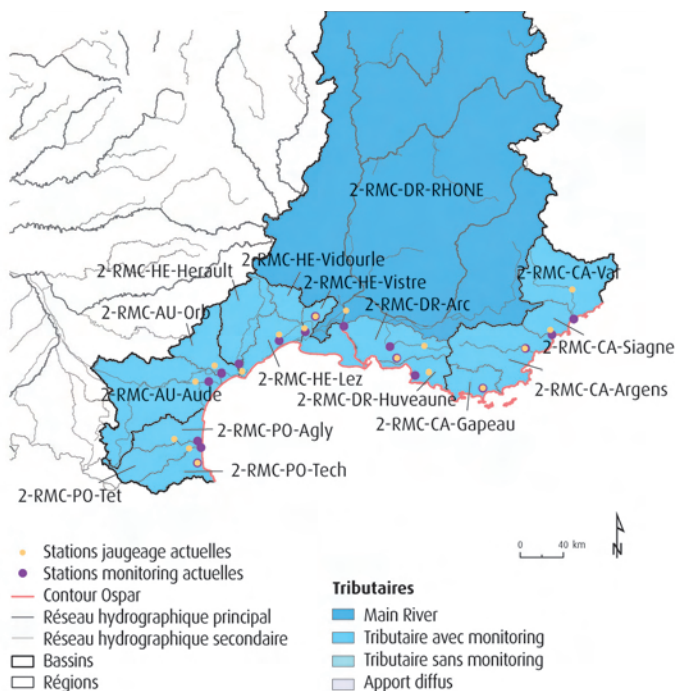 2-RMC-DR-RHONE
2-RMC-HE-Vidourle
2-RMC-HE-Herault
2-RMC-HE-Vistre
2-RMC-CA-Var
2-RMC-AU-Orb
2-RMC-DR-Arc
2-RMC-CA-Siagne
2-RMC-HE-Lez
2-RMC-CA-Argens
2-RMC-AU-Aude
2-RMC-DR-Huveaune
2-RMC-CA-Gapeau
2-RMC-PO-Agly
2-RMC-PO-Tech
2-RMC-PO-Tet
Stations jaugeage actuelles
Stations monitoring actuelles
Contour Ospar
Réseau hydrographique principal
Réseau hydrographique secondaire
Bassins
Régions
0 40 km
N
Tributaires
Main River
Tributaire avec monitoring
Tributaire sans monitoring
Apport diffus